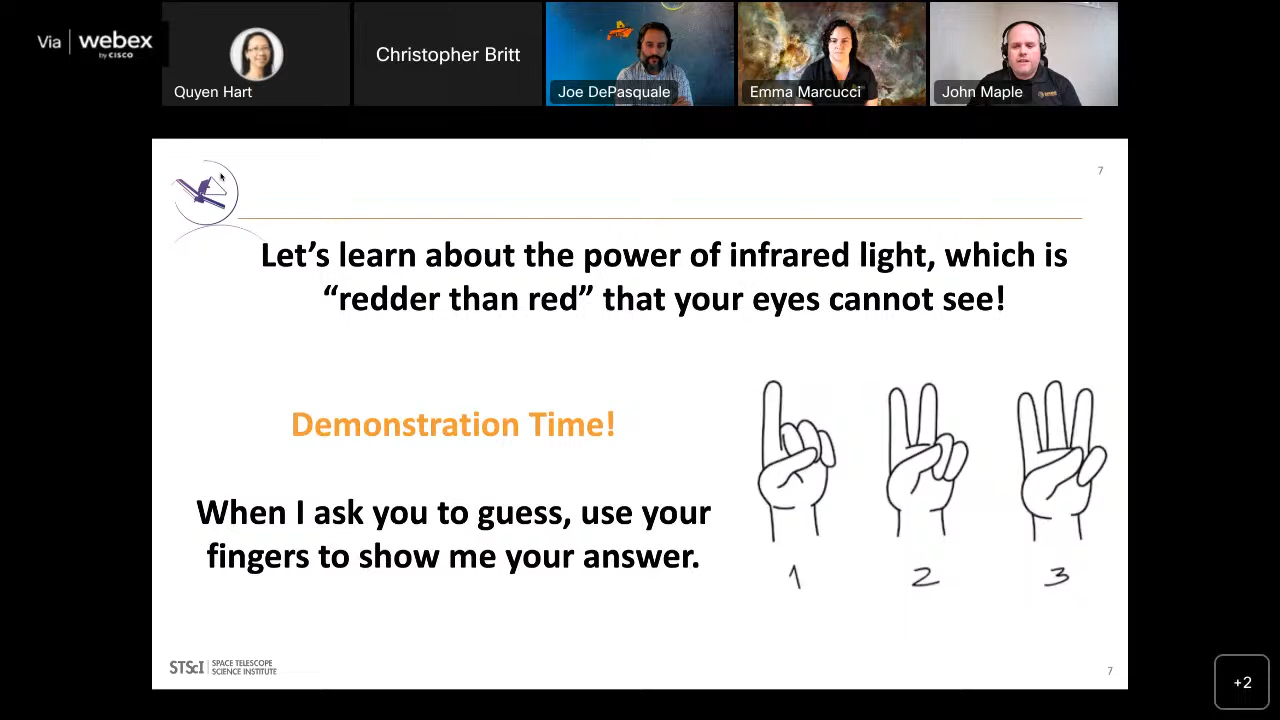 Via webex
by CISCO
Quyen Hart
Christopher Britt
Joe DePasquale
Emma Marcucci
John Maple
7
Let’s learn about the power of infrared light, which is
“redder than red” that your eyes cannot see!
Demonstration Time!
When I ask you to guess, use your
fingers to show me your answer.
1 2 3
STScI SPACE TELESCOPE
SCIENCE INSTITUTE
7
+2